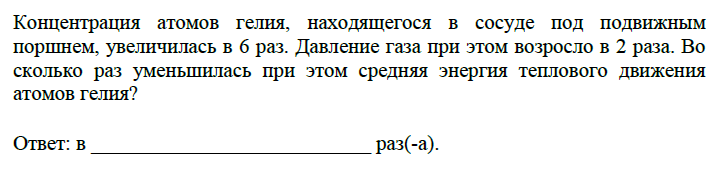 Концентрация атомов гелия, находящегося в сосуде под подвижным
поршнем, увеличилась в 6 раз. Давление газа при этом возросло в 2 раза. Во
сколько раз уменьшилась при этом средняя энергия теплового движения
атомов гелия?
Ответ: в ____________________________ раз(-а).